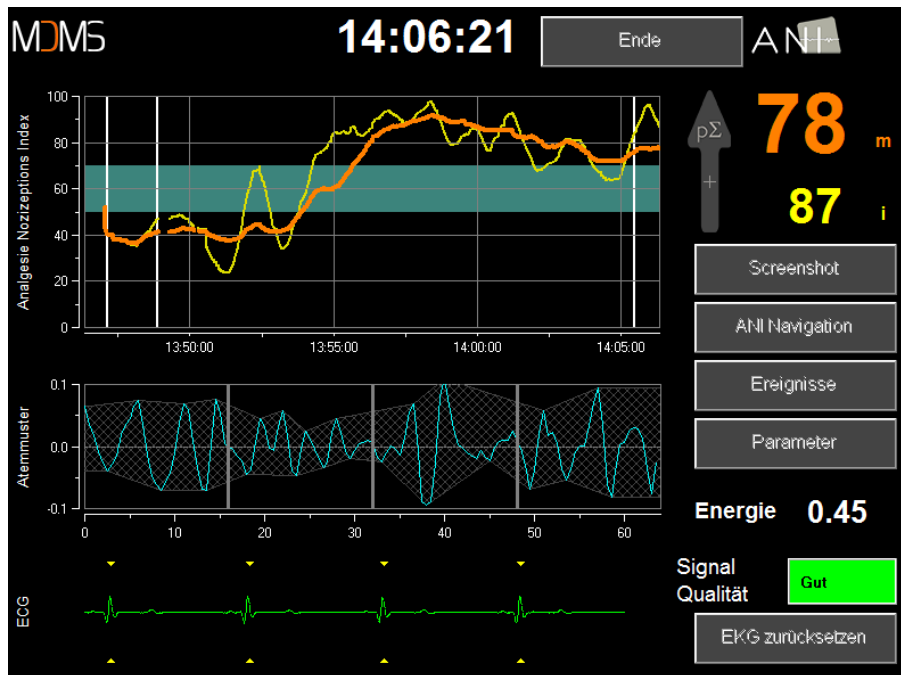 MDMS
14:06:21
Ende
ANI
Analgesie Nozizeptions Index
100
80
60
40
20
0
13:50:00
13:55:00
14:00:00
14:05:00
pΣ
+
78 m
87 i
Screenshot
ANI Navigation
Ereignisse
Parameter
Atemmuster
0.1
0.0
-0.1
0
10
20
30
40
50
60
Energie 0.45
ECG
Signal
Qualität
Gut
EKG zurücksetzen